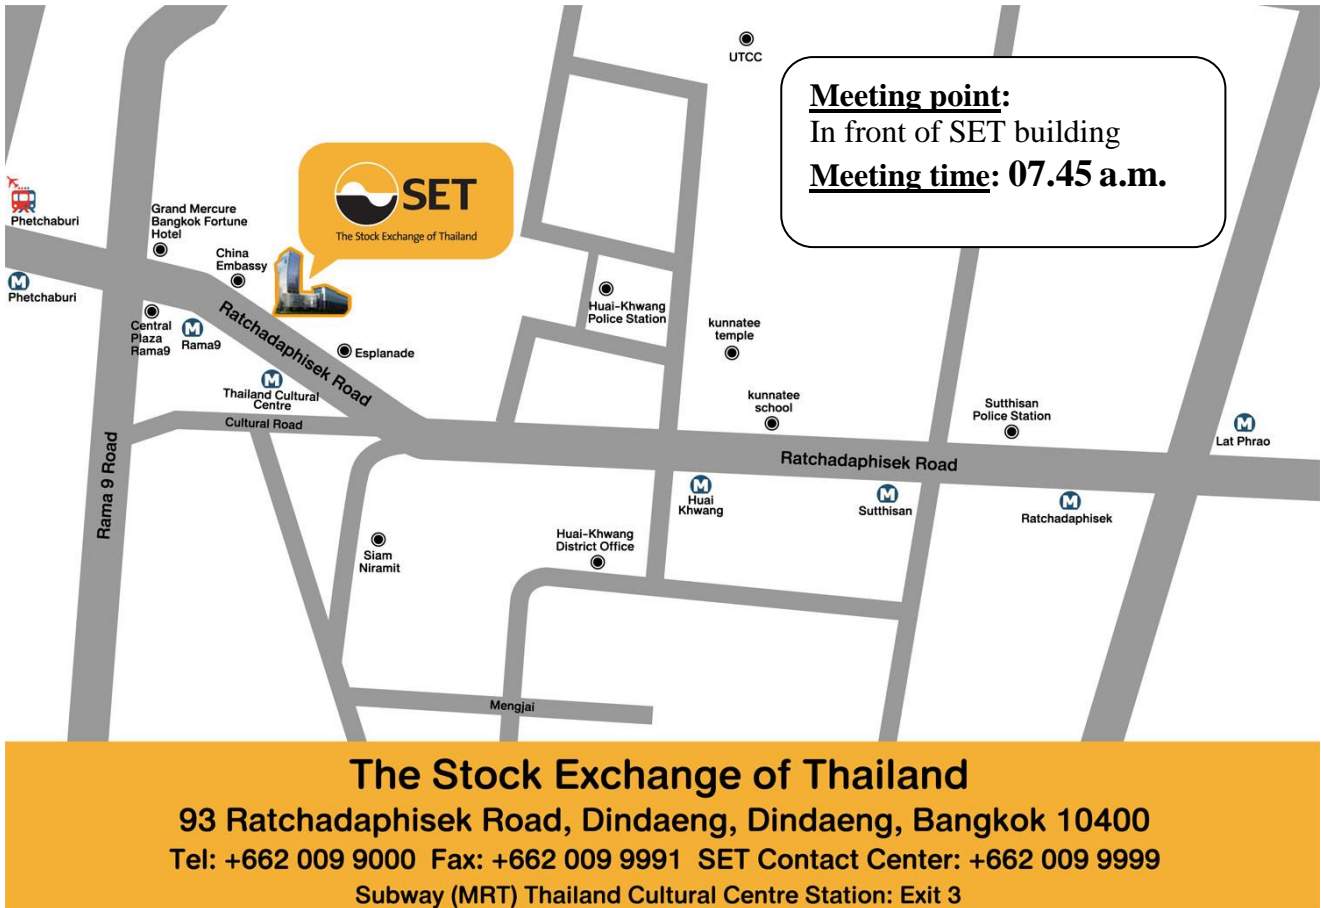 UTCC
Meeting point:
In front of SET building
Meeting time: 07.45 a.m.
SET
The Stock Exchange of Thailand
Phetchaburi
Grand Mercure
Bangkok Fortune
Hotel
China
Embassy
M
Phetchaburi
Central
Plaza
Rama9
M
Rama9
Ratchadaphisek Road
Esplanade
M
Thailand Cultural
Centre
Cultural Road
Huai-Khwang
Police Station
kunnatee
temple
kunnatee
school
Sutthisan
Police Station
M
Lat Phrao
Rama 9 Road
Ratchadaphisek Road
M
Huai
Khwang
M
Sutthisan
M
Ratchadaphisek
Siam
Niramit
Huai-Khwang
District Office
Mengjai
The Stock Exchange of Thailand
93 Ratchadaphisek Road, Dindaeng, Dindaeng, Bangkok 10400
Tel: +662 009 9000 Fax: +662 009 9991 SET Contact Center: +662 009 9999
Subway (MRT) Thailand Cultural Centre Station: Exit 3